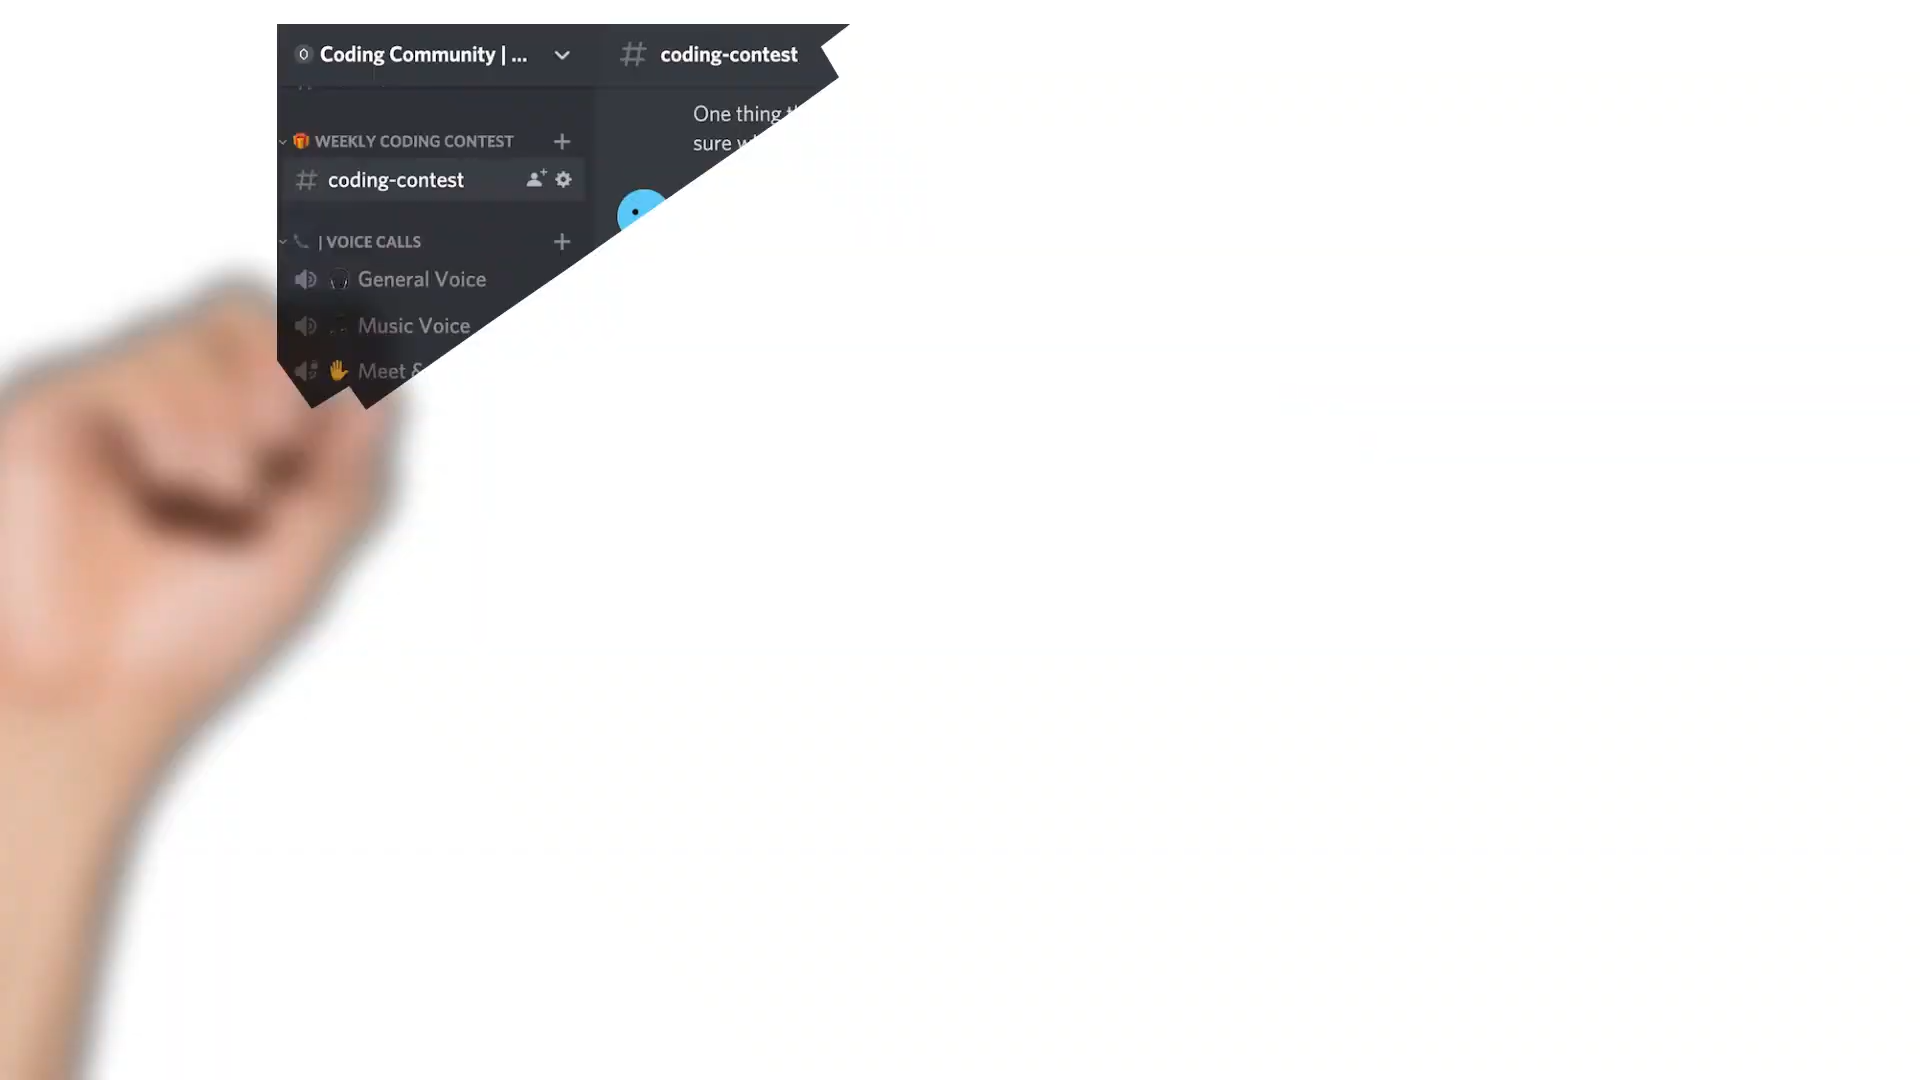 Coding Community | ...
WEEKLY CODING CONTEST
coding-contest
| VOICE CALLS
General Voice
Music Voice
Meet &
# coding-contest
One thing
sure